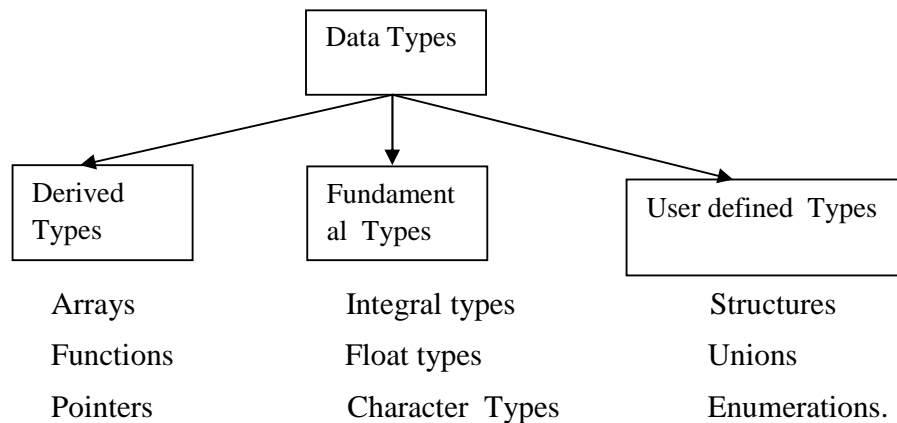 Data Types
Derived
Types
Fundament
al Types
User defined Types
Arrays
Integral types
Structures
Functions
Float types
Unions
Pointers
Character Types
Enumerations.